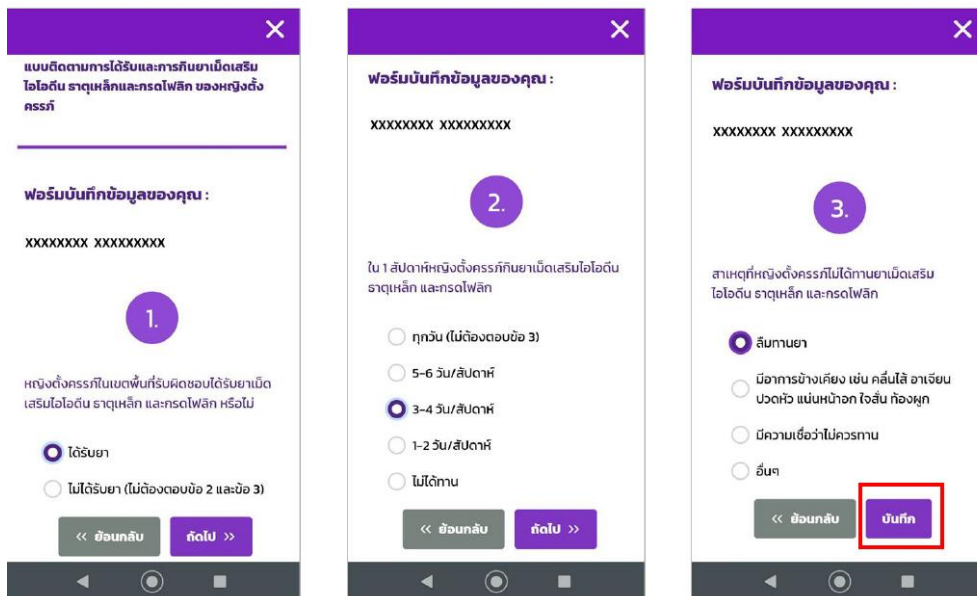 แบบติดตามการได้รับและการกินยาเม็ดเสริม
ไอโอดีน ธาตุเหล็กและกรดโฟลิก ของหญิงตั้ง
ครรภ์
ฟอร์มบันทึกข้อมูลของคุณ :
XXXXXXXX XXXXXXXXX
1.
หญิงตั้งครรภ์ในเขตพื้นที่รับผิดชอบได้รับยาเม็ด
เสริมไอโอดีน ธาตุเหล็ก และกรดโฟลิก หรือไม่
ได้รับยา
ไม่ได้รับยา (ไม่ต้องตอบข้อ 2 และข้อ 3)
<< ย้อนกลับ
ถัดไป >>
ฟอร์มบันทึกข้อมูลของคุณ :
XXXXXXXX XXXXXXXXX
2.
ใน 1 สัปดาห์หญิงตั้งครรภ์กินยาเม็ดเสริมไอโอดีน
ธาตุเหล็ก และกรดโฟลิก
ทุกวัน (ไม่ต้องตอบข้อ 3)
5-6 วัน/สัปดาห์
3-4 วัน/สัปดาห์
1-2 วัน/สัปดาห์
ไม่ได้ทาน
<< ย้อนกลับ
ถัดไป >>
ฟอร์มบันทึกข้อมูลของคุณ :
XXXXXXXX XXXXXXXXX
3.
สาเหตุที่หญิงตั้งครรภ์ไม่ได้ทานยาเม็ดเสริม
ไอโอดีน ธาตุเหล็ก และกรดโฟลิก
ลืมทานยา
มีอาการข้างเคียง เช่น คลื่นไส้ อาเจียน
ปวดหัว แน่นหน้าอก ใจสั่น ท้องผูก
มีความเชื่อว่าไม่ควรทาน
อื่นๆ
<< ย้อนกลับ
บันทึก